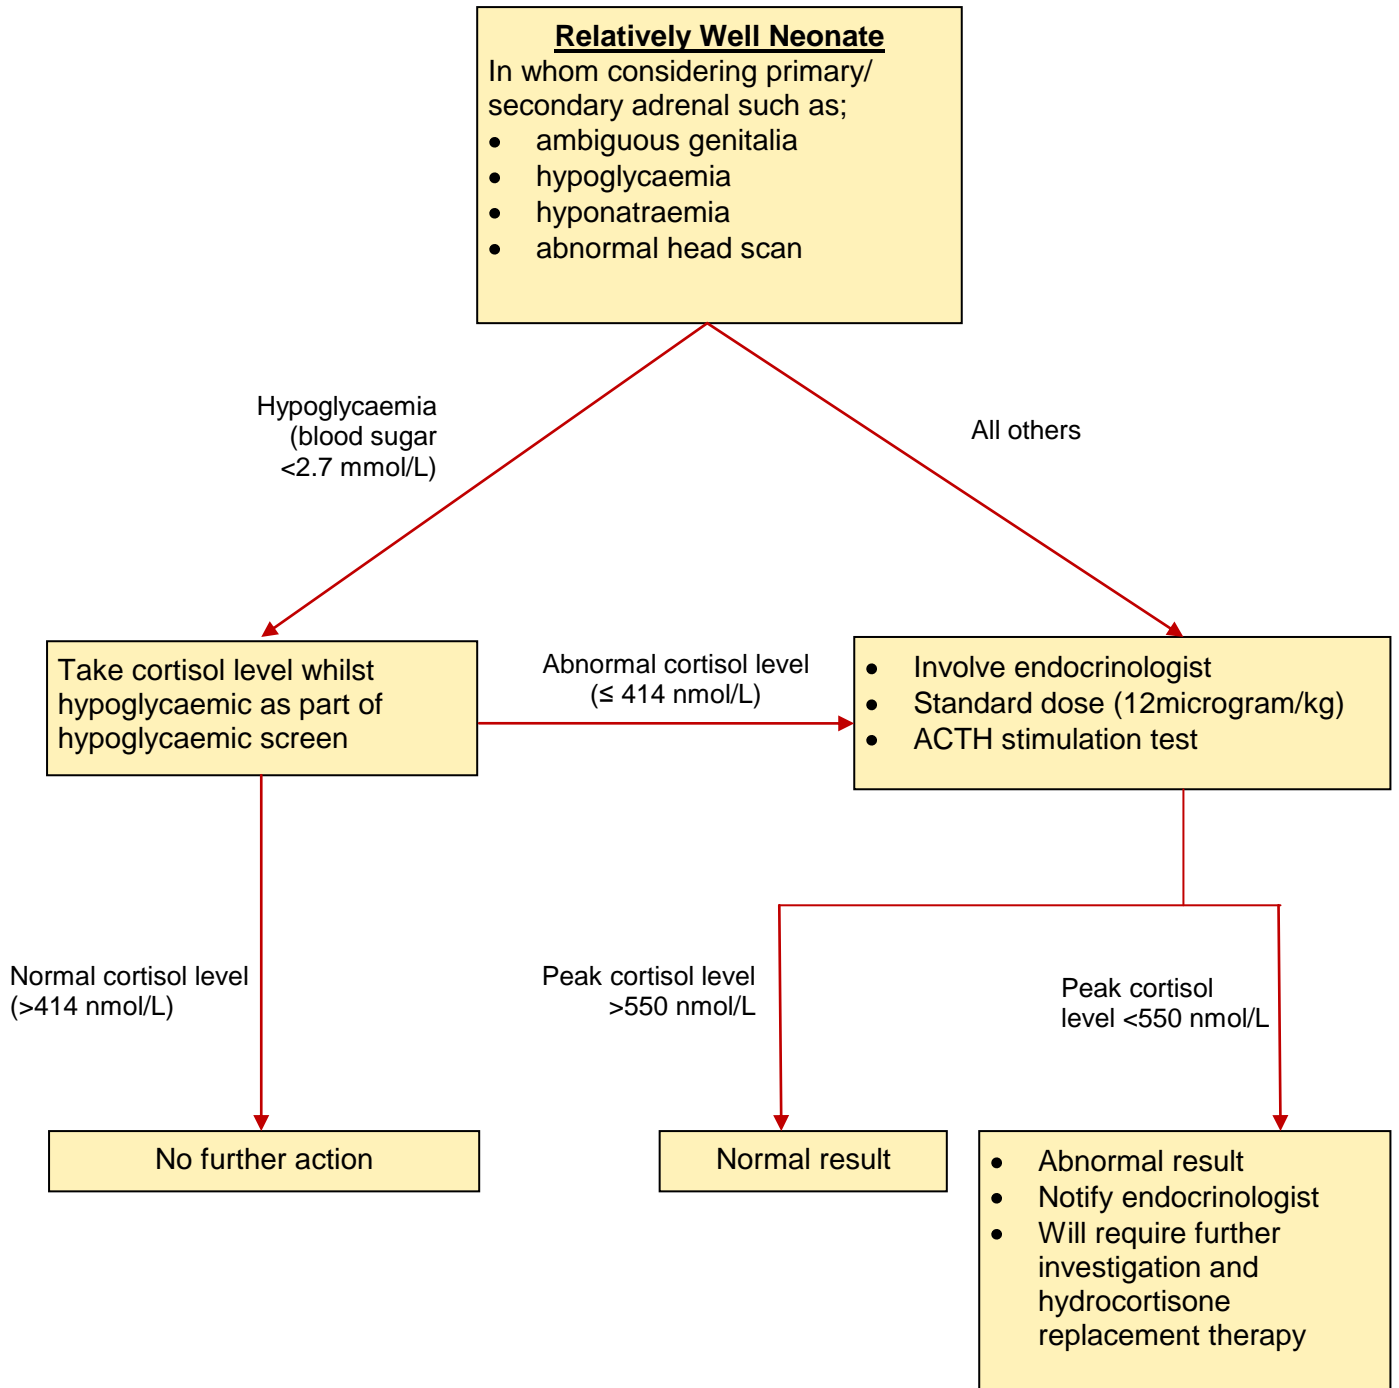 Relatively Well Neonate
In whom considering primary/
secondary adrenal such as;
• ambiguous genitalia
• hypoglycaemia
• hyponatraemia
• abnormal head scan
Hypoglycaemia
(blood sugar
<2.7 mmol/L)
All others
Take cortisol level whilst
hypoglycaemic as part of
hypoglycaemic screen
Abnormal cortisol level
(≤ 414 nmol/L)
• Involve endocrinologist
• Standard dose (12microgram/kg)
• ACTH stimulation test
Normal cortisol level
(>414 nmol/L)
Peak cortisol level
>550 nmol/L
Peak cortisol
level <550 nmol/L
No further action
Normal result
• Abnormal result
• Notify endocrinologist
• Will require further
investigation and
hydrocortisone
replacement therapy